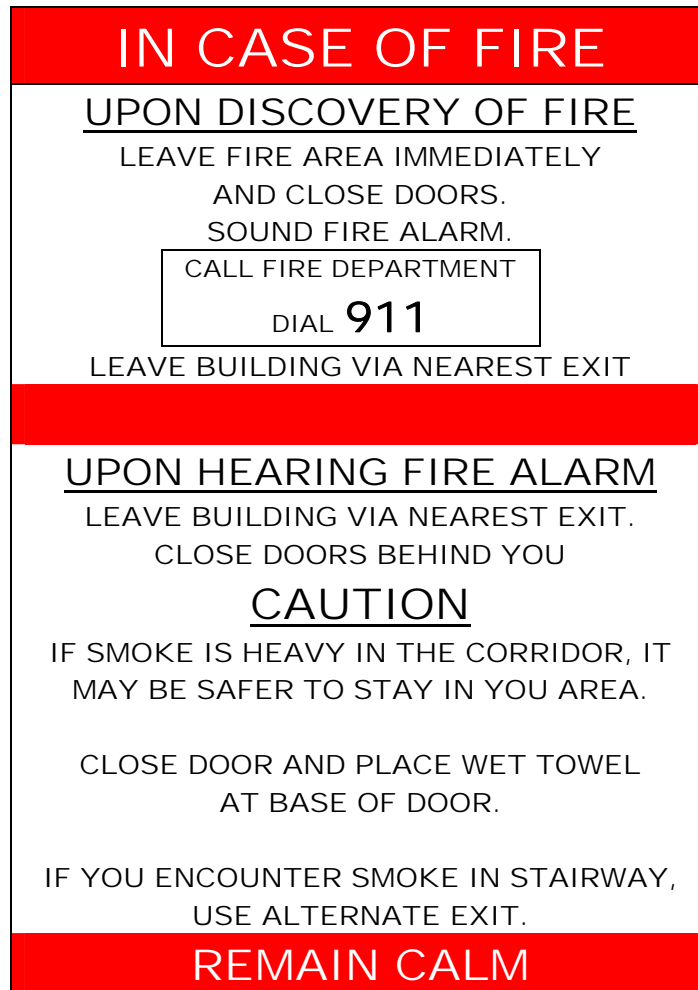 IN CASE OF FIRE
UPON DISCOVERY OF FIRE
LEAVE FIRE AREA IMMEDIATELY
AND CLOSE DOORS.
SOUND FIRE ALARM.
CALL FIRE DEPARTMENT
DIAL 911
LEAVE BUILDING VIA NEAREST EXIT
UPON HEARING FIRE ALARM
LEAVE BUILDING VIA NEAREST EXIT.
CLOSE DOORS BEHIND YOU
CAUTION
IF SMOKE IS HEAVY IN THE CORRIDOR, IT
MAY BE SAFER TO STAY IN YOU AREA.
CLOSE DOOR AND PLACE WET TOWEL
AT BASE OF DOOR.
IF YOU ENCOUNTER SMOKE IN STAIRWAY,
USE ALTERNATE EXIT.
REMAIN CALM